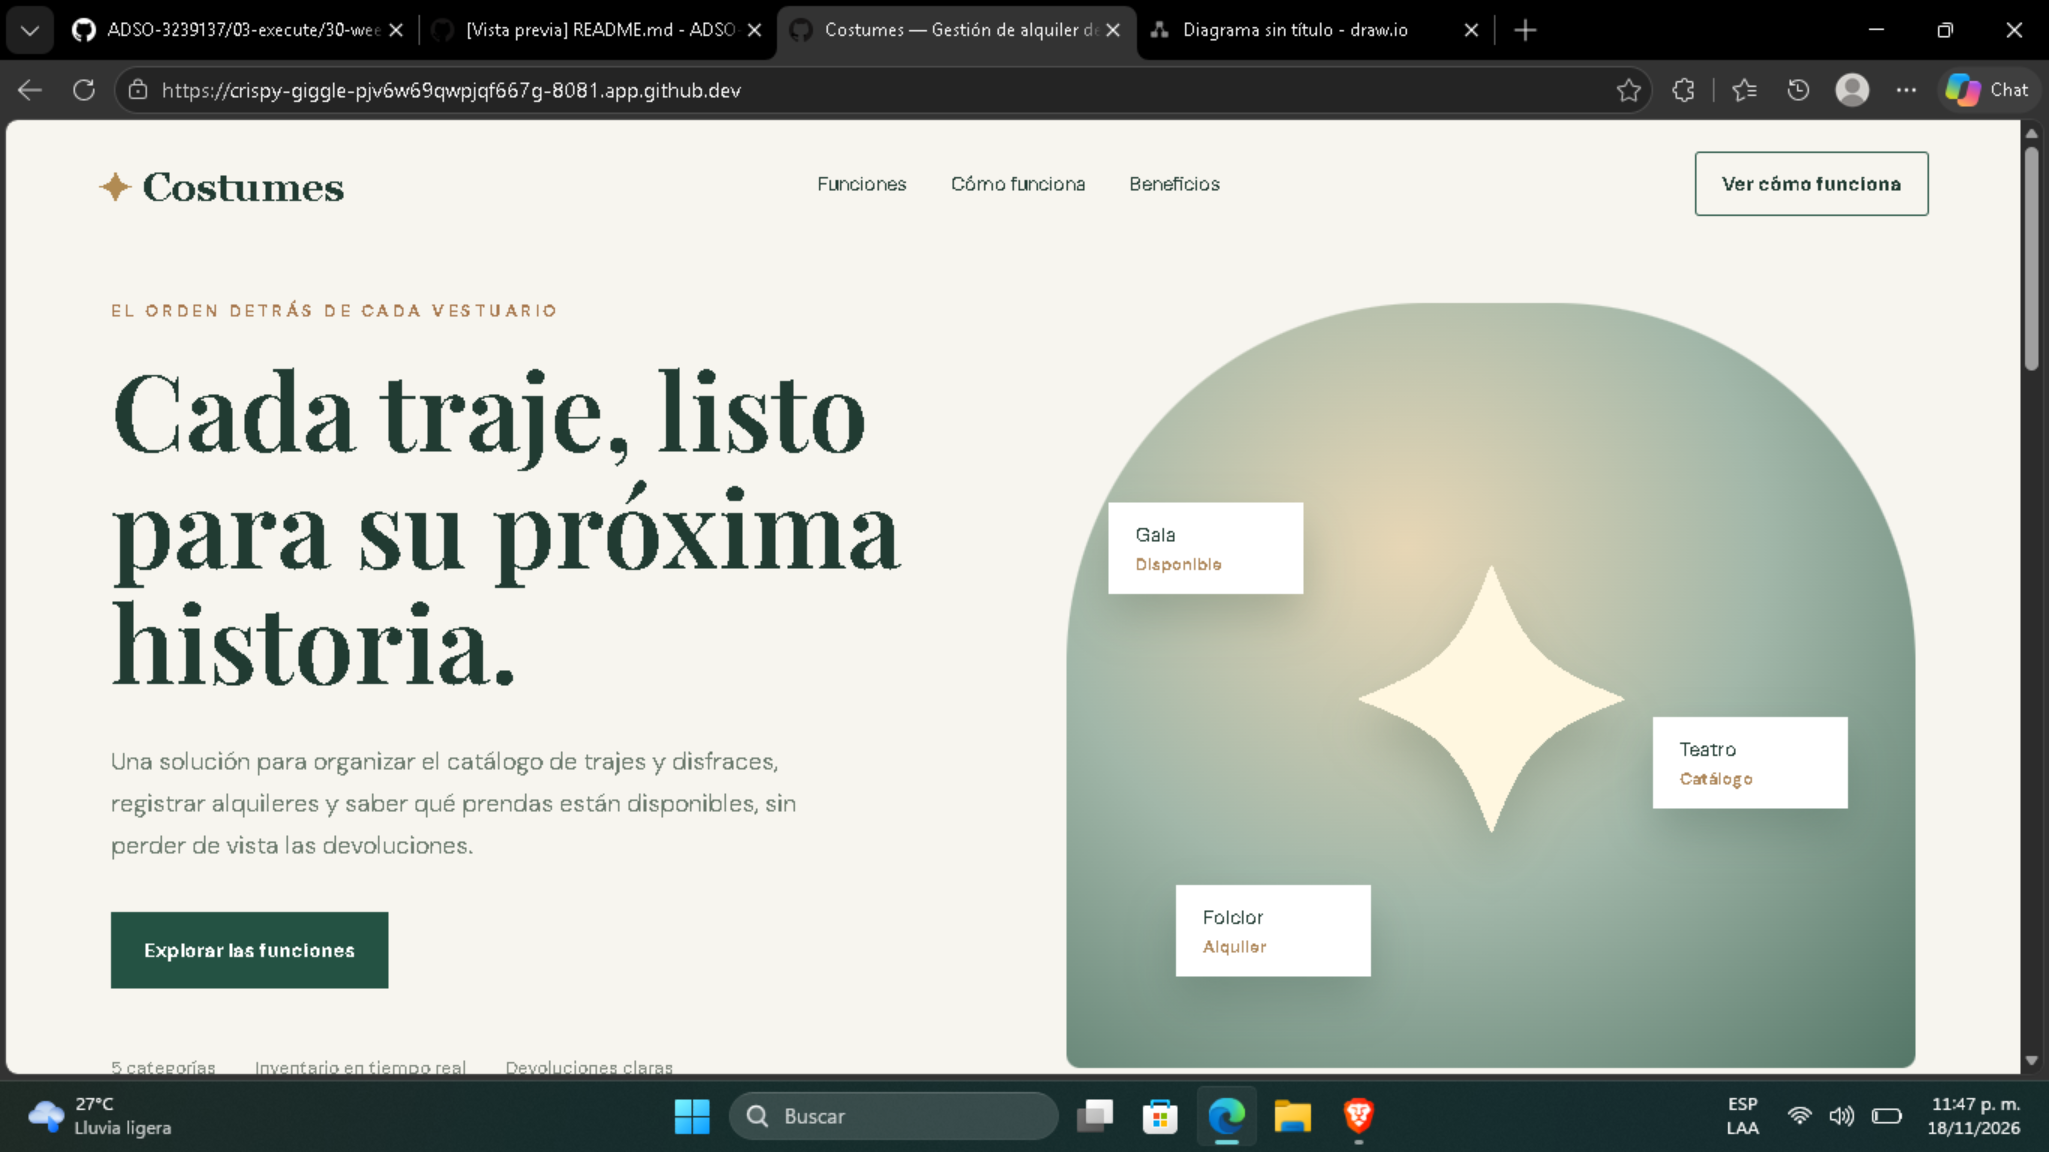 ADSO-3239137/03-execute/30-wee
[Vista previa] README.md - ADSO-
Costumes — Gestión de alquiler de
Diagrama sin título - draw.io
https://crispy-giggle-pjv6w69qwpjqf667g-8081.app.github.dev
Chat
Costumes
Funciones
Cómo funciona
Beneficios
Ver cómo funciona
EL ORDEN DETRÁS DE CADA VESTUARIO
Cada traje, listo
para su próxima
historia.
Una solución para organizar el catálogo de trajes y disfraces,
registrar alquileres y saber qué prendas están disponibles, sin
perder de vista las devoluciones.
Explorar las funciones
5 categorías
Inventario en tiempo real
Devoluciones claras
Gala
Disponible
Teatro
Catálogo
Folclor
Alquiler
27°C
Lluvia ligera
Buscar
ESP
LAA
11:47 p. m.
18/11/2026